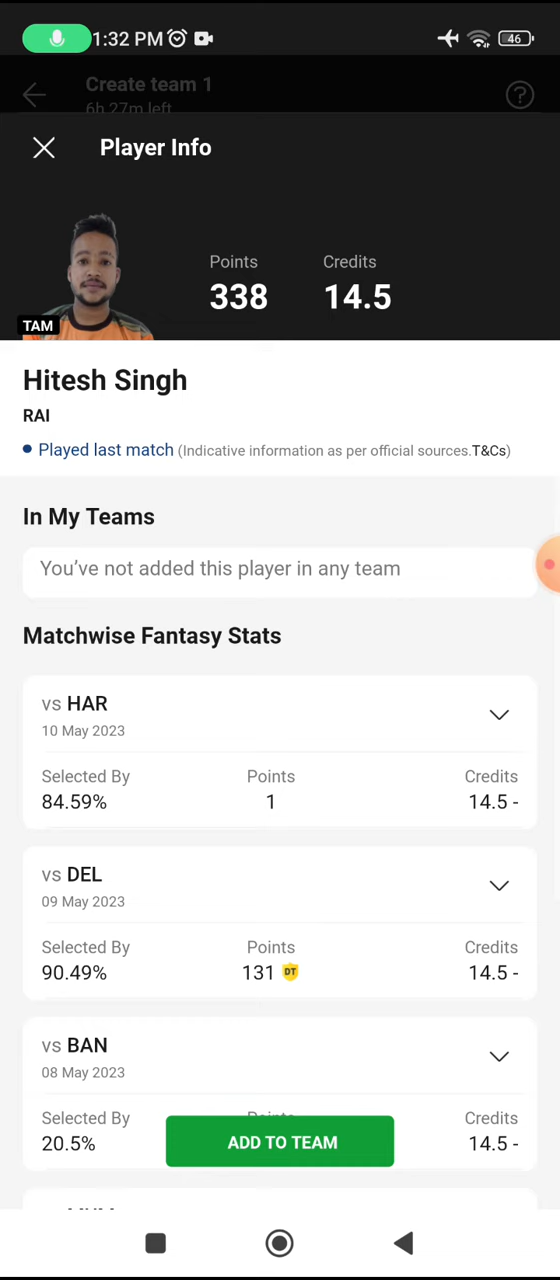 1:32 PM
46
Create team 1
6h 27m left
?
Player Info
Points
Credits
338
14.5
TAM
Hitesh Singh
RAI
Played last match (Indicative information as per official sources.T&Cs)
In My Teams
You've not added this player in any team
Matchwise Fantasy Stats
vs HAR
10 May 2023
Selected By
Points
Credits
84.59%
1
14.5 -
vs DEL
09 May 2023
Selected By
Points
Credits
90.49%
131 DT
14.5 -
vs BAN
08 May 2023
Selected By
Points
Credits
20.5%
ADD TO TEAM
14.5 -